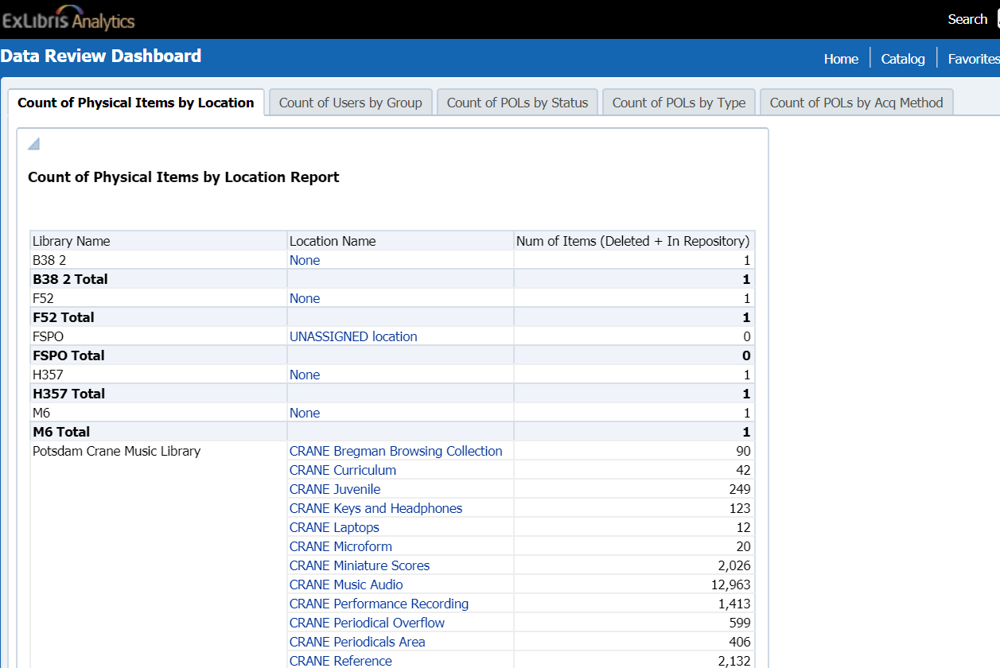 ExLibris Analytics
Search
Data Review Dashboard
Home Catalog Favorites
Count of Physical Items by Location Count of Users by Group Count of POLs by Status Count of POLs by Type Count of POLs by Acq Method
Count of Physical Items by Location Report
Library Name Location Name Num of Items (Deleted + In Repository)
B38 2 None 1
B38 2 Total 1
F52 None 1
F52 Total 1
FSPO UNASSIGNED location 0
FSPO Total 0
H357 None 1
H357 Total 1
M6 None 1
M6 Total 1
Potsdam Crane Music Library CRANE Bregman Browsing Collection 90
CRANE Curriculum 42
CRANE Juvenile 249
CRANE Keys and Headphones 123
CRANE Laptops 12
CRANE Microform 20
CRANE Miniature Scores 2,026
CRANE Music Audio 12,963
CRANE Performance Recording 1,413
CRANE Periodical Overflow 599
CRANE Periodicals Area 406
CRANE Reference 2,132